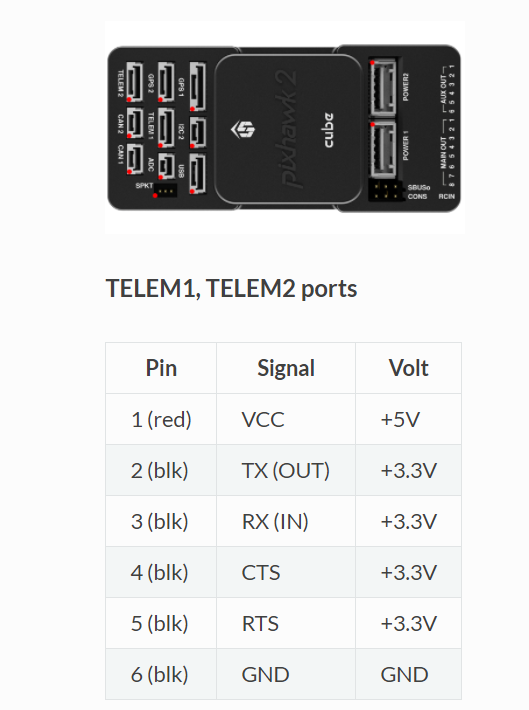 TELEM 2
GPS 2
GPS 1
CAN 2
TELEM 1
I2C 2
CAN 1
ADC
USB
SPKT
pixhawk 2
cube
POWER2
POWER 1
AUX OUT
6 5 4 3 2 1
MAIN OUT
8 7 6 5 4 3 2 1
SBUSo
CONS
RCIN
TELEM1, TELEM2 ports
Pin Signal Volt
1 (red) VCC +5V
2 (blk) TX (OUT) +3.3V
3 (blk) RX (IN) +3.3V
4 (blk) CTS +3.3V
5 (blk) RTS +3.3V
6 (blk) GND GND